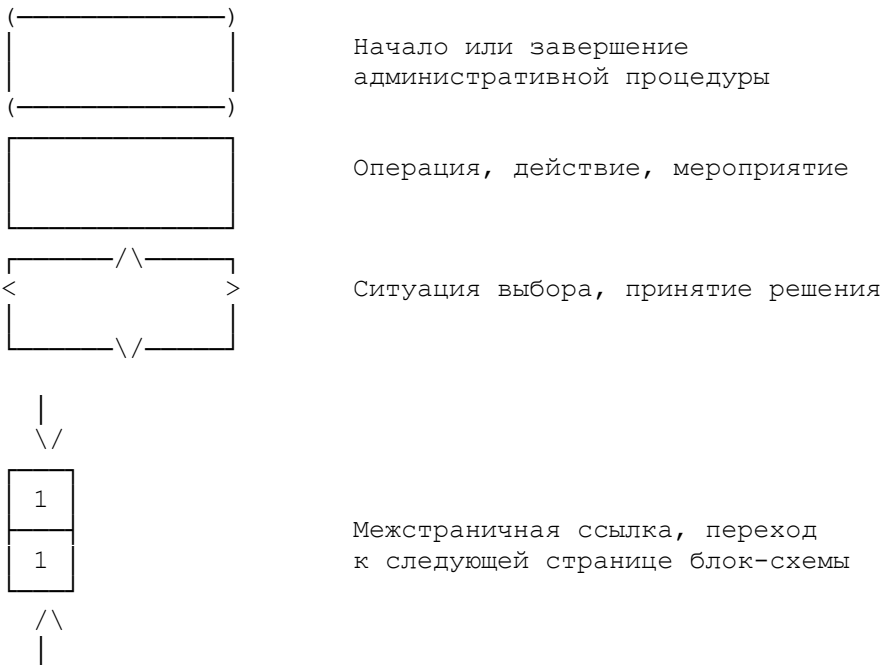 Начало или завершение
административной процедуры
Операция, действие, мероприятие
Ситуация выбора, принятие решения
1
Межстраничная ссылка, переход
1 к следующей странице блок-схемы